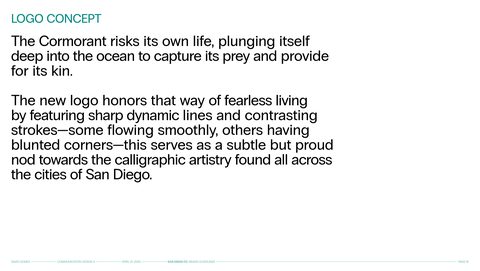 LOGO CONCEPT
The Cormorant risks its own life, plunging itself
deep into the ocean to capture its prey and provide
for its kin.
The new logo honors that way of fearless living
by featuring sharp dynamic lines and contrasting
strokes—some flowing smoothly, others having
blunted corners—this serves as a subtle but proud
nod towards the calligraphic artistry found all across
the cities of San Diego.